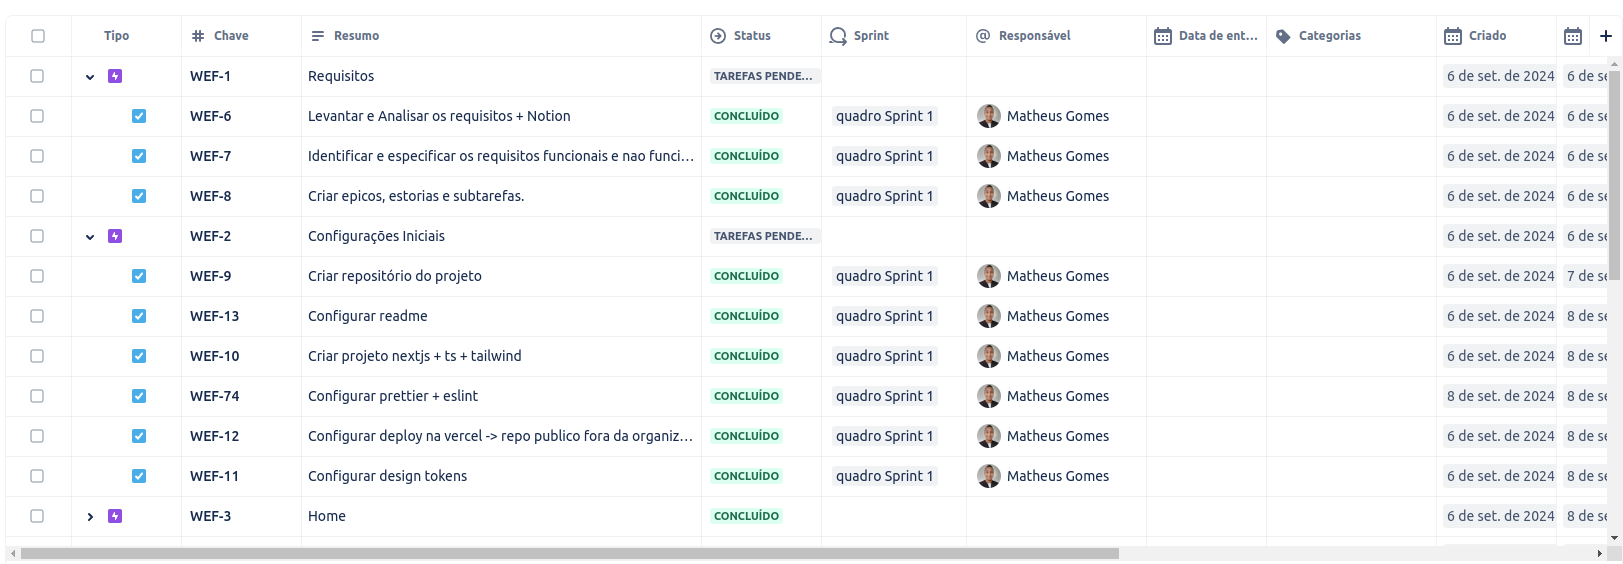 Tipo Chave Resumo Status Sprint Responsável Data de ent... Categorias Criado
WEF-1 Requisitos TAREFAS PENDE... 6 de set. de 2024 6 de se
WEF-6 Levantar e Analisar os requisitos + Notion CONCLUÍDO quadro Sprint 1 Matheus Gomes 6 de set. de 2024 6 de se
WEF-7 Identificar e especificar os requisitos funcionais e nao funci... CONCLUÍDO quadro Sprint 1 Matheus Gomes 6 de set. de 2024 6 de se
WEF-8 Criar epicos, estorias e subtarefas. CONCLUÍDO quadro Sprint 1 Matheus Gomes 6 de set. de 2024 6 de se
WEF-2 Configurações Iniciais TAREFAS PENDE... 6 de set. de 2024 6 de se
WEF-9 Criar repositório do projeto CONCLUÍDO quadro Sprint 1 Matheus Gomes 6 de set. de 2024 7 de se
WEF-13 Configurar readme CONCLUÍDO quadro Sprint 1 Matheus Gomes 6 de set. de 2024 8 de se
WEF-10 Criar projeto nextjs + ts + tailwind CONCLUÍDO quadro Sprint 1 Matheus Gomes 6 de set. de 2024 8 de se
WEF-74 Configurar prettier + eslint CONCLUÍDO quadro Sprint 1 Matheus Gomes 8 de set. de 2024 8 de se
WEF-12 Configurar deploy na vercel -> repo publico fora da organiz... CONCLUÍDO quadro Sprint 1 Matheus Gomes 6 de set. de 2024 8 de se
WEF-11 Configurar design tokens CONCLUÍDO quadro Sprint 1 Matheus Gomes 6 de set. de 2024 8 de se
WEF-3 Home CONCLUÍDO 6 de set. de 2024 8 de se